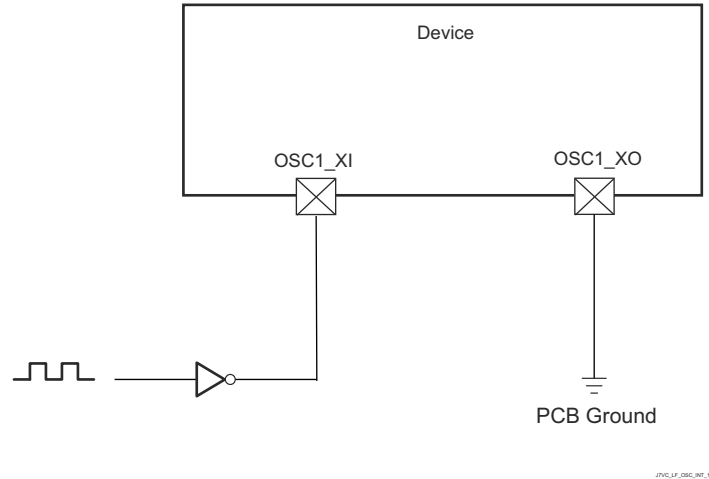 Device
OSC1_XI
OSC1_XO
PCB Ground
J7VC_LF_OSC_INT_1